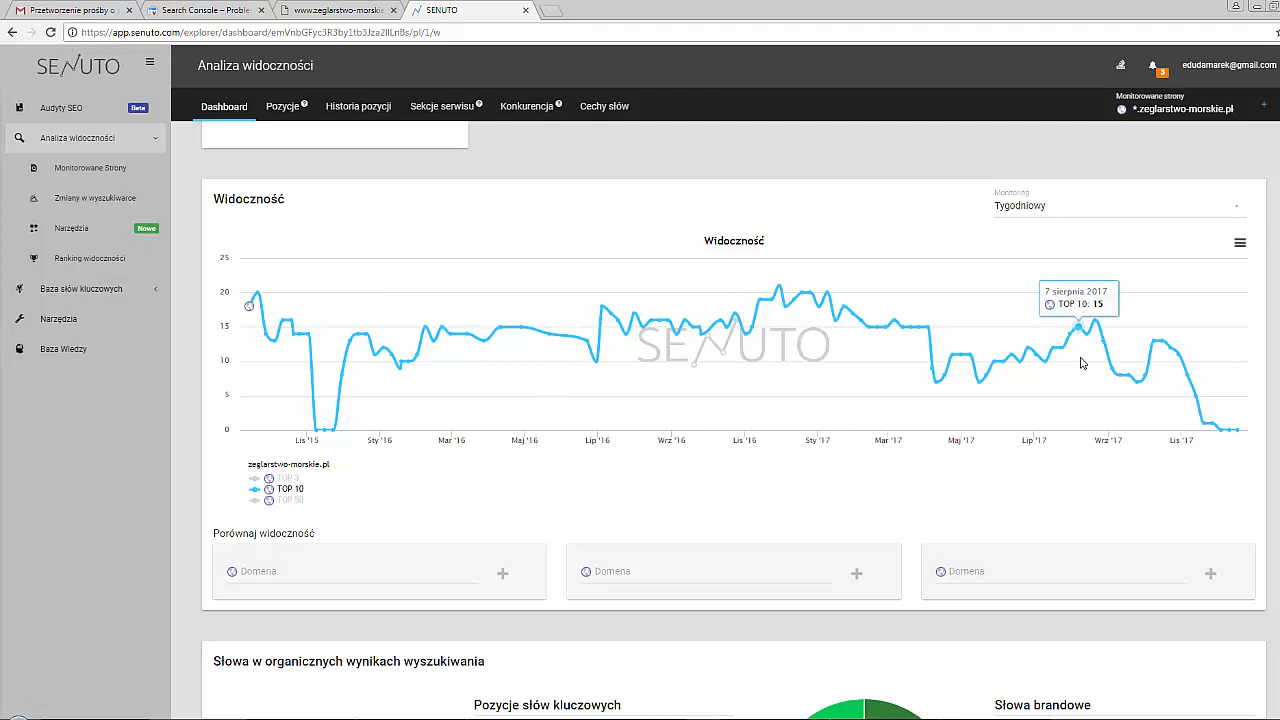 Przetworzenie prośby o p
Search Console – Proble
www.zeglarstwo-morskie
SENUTO
https://app.senuto.com/explorer/dashboard/
SENUTO
Analiza widoczności
3
edudamarek@gmail.com
Audyty SEO
Beta
Analiza widoczności
Monitorowane Strony
Zmiany w wyszukiwarce
Narzędzia
Nowe
Ranking widoczności
Baza słów kluczowych
Narzędzia
Baza Wiedzy
Dashboard
Pozycje
Historia pozycji
Sekcje serwisu
Konkurencja
Cechy słów
Monitorowane strony
*.zeglarstwo-morskie.pl
+
Widoczność
Monitoring
Tygodniowy
Widoczność
25
20
15
10
5
0
7 sierpnia 2017
TOP 10: 15
SENUTO
Lis '15
Sty '16
Mar '16
Maj '16
Lip '16
Wrz '16
Lis '16
Sty '17
Mar '17
Maj '17
Lip '17
Wrz '17
Lis '17
zeglarstwo-morskie.pl
TOP 3
TOP 10
TOP 50
Porównaj widoczność
Domena
+
Domena
+
Domena
+
Słowa w organicznych wynikach wyszukiwania
Pozycje słów kluczowych
Słowa brandowe